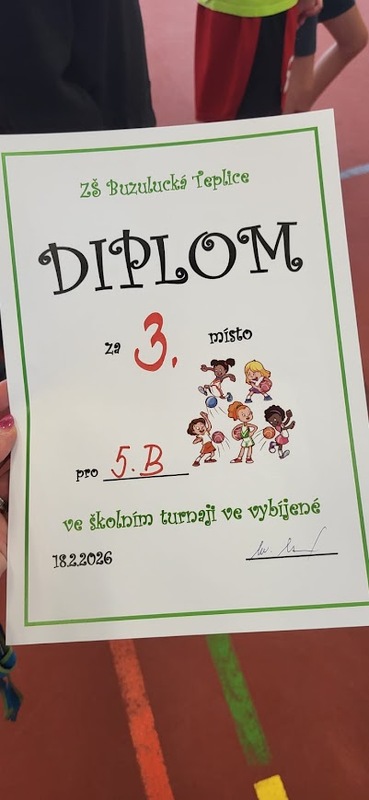 ZŠ Buzulucká Teplice
DIPLOM
za 3. místo
pro 5.B
ve školním turnaji ve vybíjené
18.2.2026